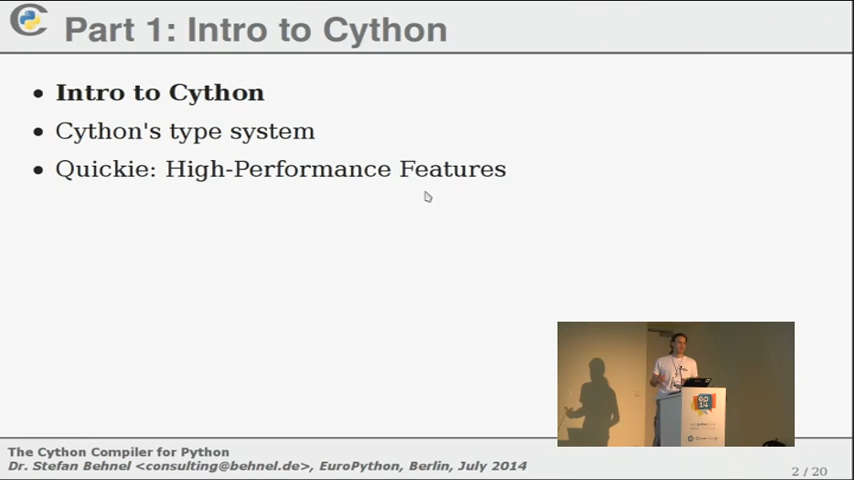 Part 1: Intro to Cython
• Intro to Cython
• Cython's type system
• Quickie: High-Performance Features
The Cython Compiler for Python
Dr. Stefan Behnel <consulting@behnel.de>, EuroPython, Berlin, July 2014
2 / 20